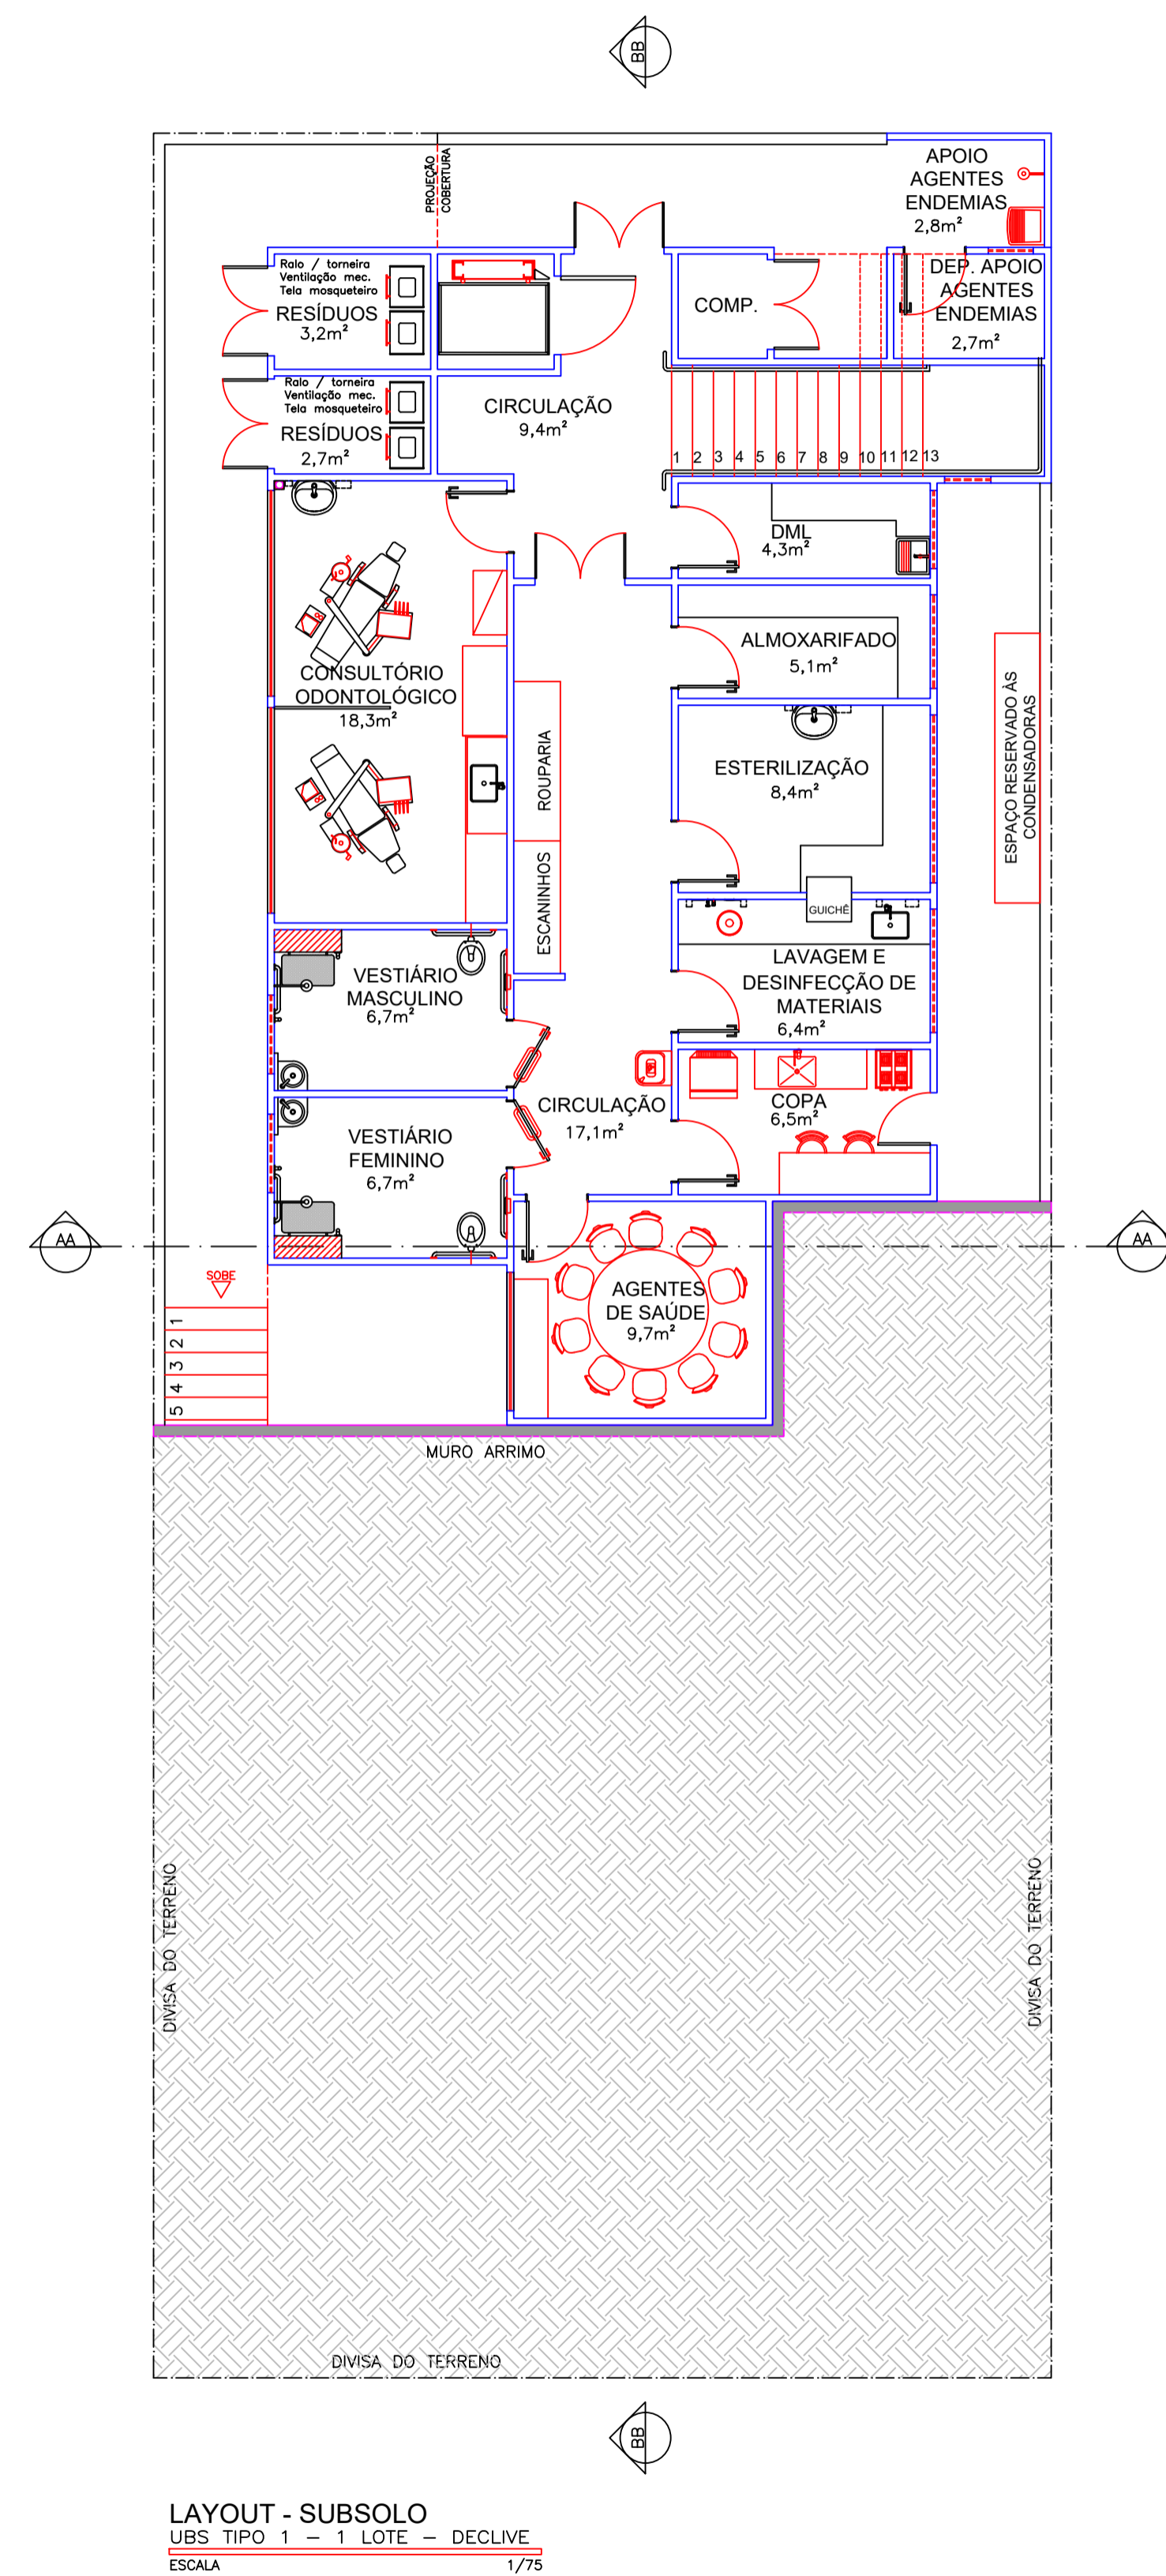 BB
PROJEÇÃO
COBERTURA
APOIO
AGENTES
ENDEMIAS
2,8m²
Ralo / torneira
Ventilação mec.
Tela mosqueteiro
RESÍDUOS
3,2m²
COMP.
DEP. APOIO
AGENTES
ENDEMIAS
2,7m²
Ralo / torneira
Ventilação mec.
Tela mosqueteiro
RESÍDUOS
2,7m²
CIRCULAÇÃO
9,4m²
1 2 3 4 5 6 7 8 9 10 11 12 13
DML
4,3m²
ALMOXARIFADO
5,1m²
CONSULTÓRIO
ODONTOLÓGICO
18,3m²
ROUPARIA
ESTERILIZAÇÃO
8,4m²
ESPAÇO RESERVADO ÀS
CONDENSADORAS
ESCANINHOS
GUICHÊ
VESTIÁRIO
MASCULINO
6,7m²
LAVAGEM E
DESINFECÇÃO DE
MATERIAIS
6,4m²
CIRCULAÇÃO
17,1m²
COPA
6,5m²
VESTIÁRIO
FEMININO
6,7m²
AA
AA
SOBE
1
2
3
4
5
AGENTES
DE SAÚDE
9,7m²
MURO ARRIMO
DIVISA DO TERRENO
DIVISA DO TERRENO
DIVISA DO TERRENO
BB
LAYOUT - SUBSOLO
UBS TIPO 1 - 1 LOTE - DECLIVE
ESCALA 1/75